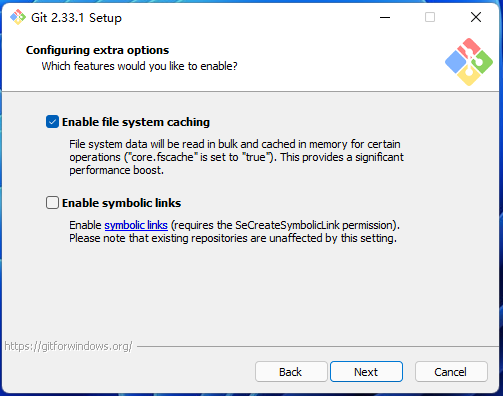 Git 2.33.1 Setup
Configuring extra options
Which features would you like to enable?
Enable file system caching
File system data will be read in bulk and cached in memory for certain
operations ("core.fscache" is set to "true"). This provides a significant
performance boost.
Enable symbolic links
Enable symbolic links (requires the SeCreateSymbolicLink permission).
Please note that existing repositories are unaffected by this setting.
https://gitforwindows.org/
Back
Next
Cancel